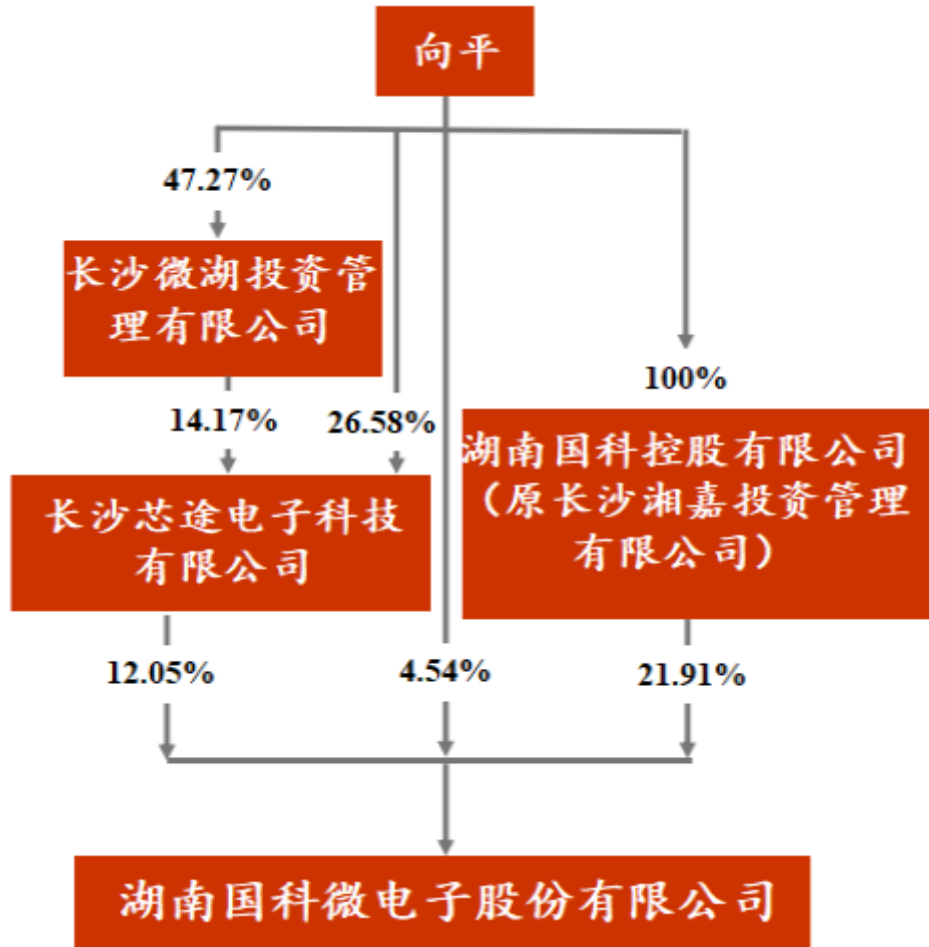 向平
47.27%
长沙微湖投资管
理有限公司
14.17%
26.58%
100%
长沙芯途电子科技
有限公司
湖南国科控股有限公司
（原长沙湘嘉投资管理
有限公司）
12.05%
4.54%
21.91%
湖南国科微电子股份有限公司